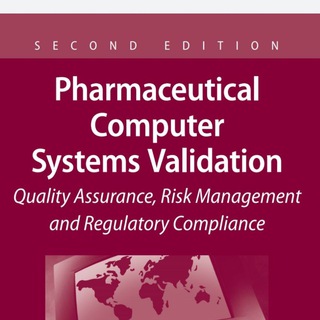 SECOND EDITION
Pharmaceutical
Computer
Systems Validation
Quality Assurance, Risk Management
and Regulatory Compliance